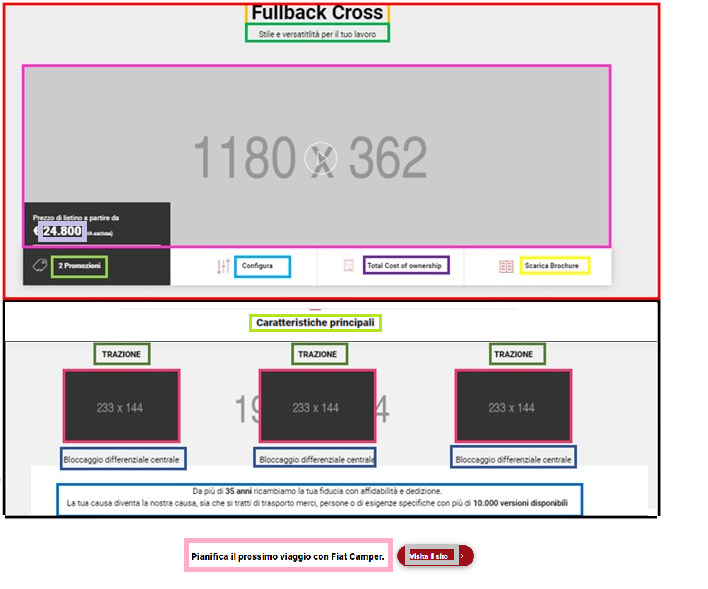 Fullback Cross
Stile e versatitlità per il tuo lavoro
1180 x 362
Prezzo di listino a partire da
€ 24.800 (IVA esclusa)
2 Promozioni
Configura
Total Cost of ownership
Scarica Brochure
Caratteristiche principali
TRAZIONE
TRAZIONE
TRAZIONE
233 x 144
19
233 x 144
4
233 x 144
Bloccaggio differenziale centrale
Bloccaggio differenziale centrale
Bloccaggio differenziale centrale
Da più di 35 anni ricambiamo la tua fiducia con affidabilità e dedizione.
La tua causa diventa la nostra causa, sia che si tratti di trasporto merci, persone o di esigenze specifiche con più di 10.000 versioni disponibili
Pianifica il prossimo viaggio con Fiat Camper.
Visita il sito